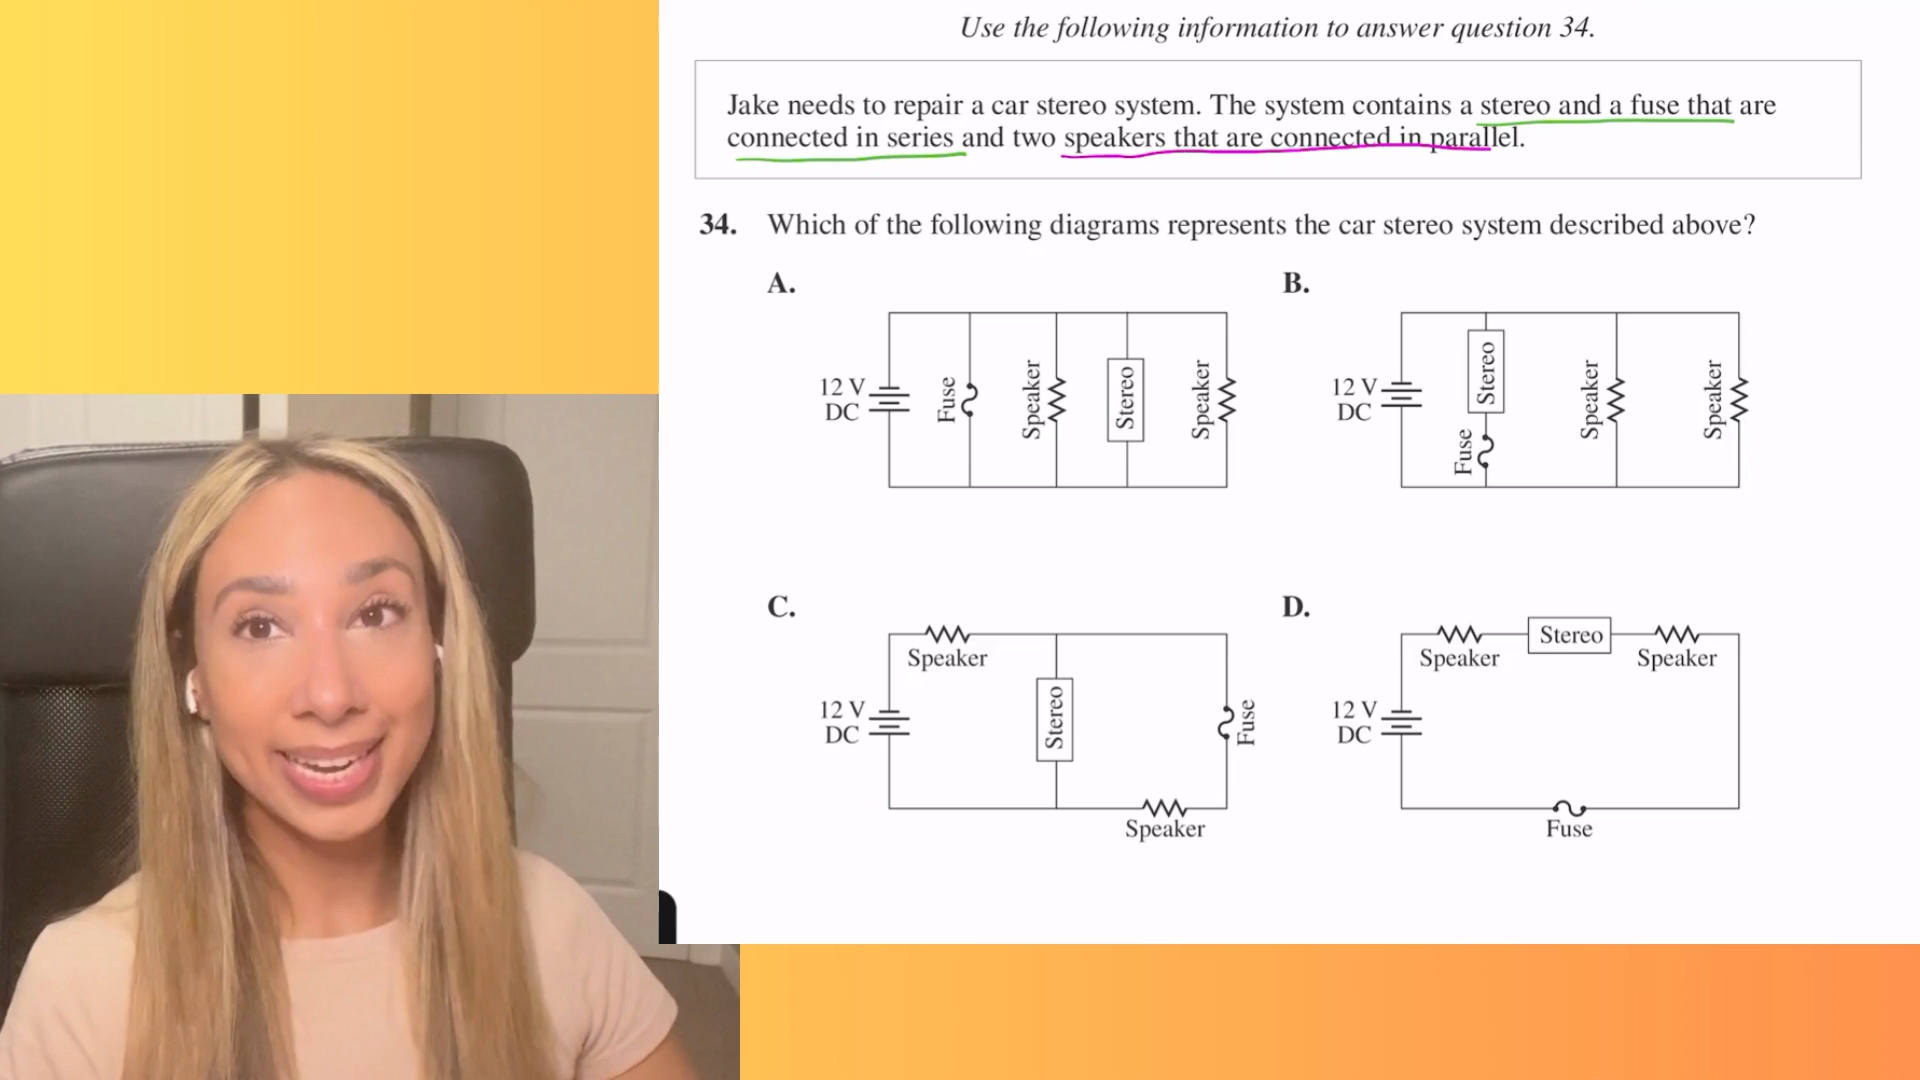 Use the following information to answer question 34.
Jake needs to repair a car stereo system. The system contains a stereo and a fuse that are
connected in series and two speakers that are connected in parallel.
34. Which of the following diagrams represents the car stereo system described above?
A.
12 V
DC
Fuse
Speaker
Stereo
Speaker
B.
12 V
DC
Stereo
Fuse
Speaker
Speaker
C.
Speaker
12 V
DC
Stereo
Fuse
Speaker
D.
Speaker
Stereo
Speaker
12 V
DC
Fuse